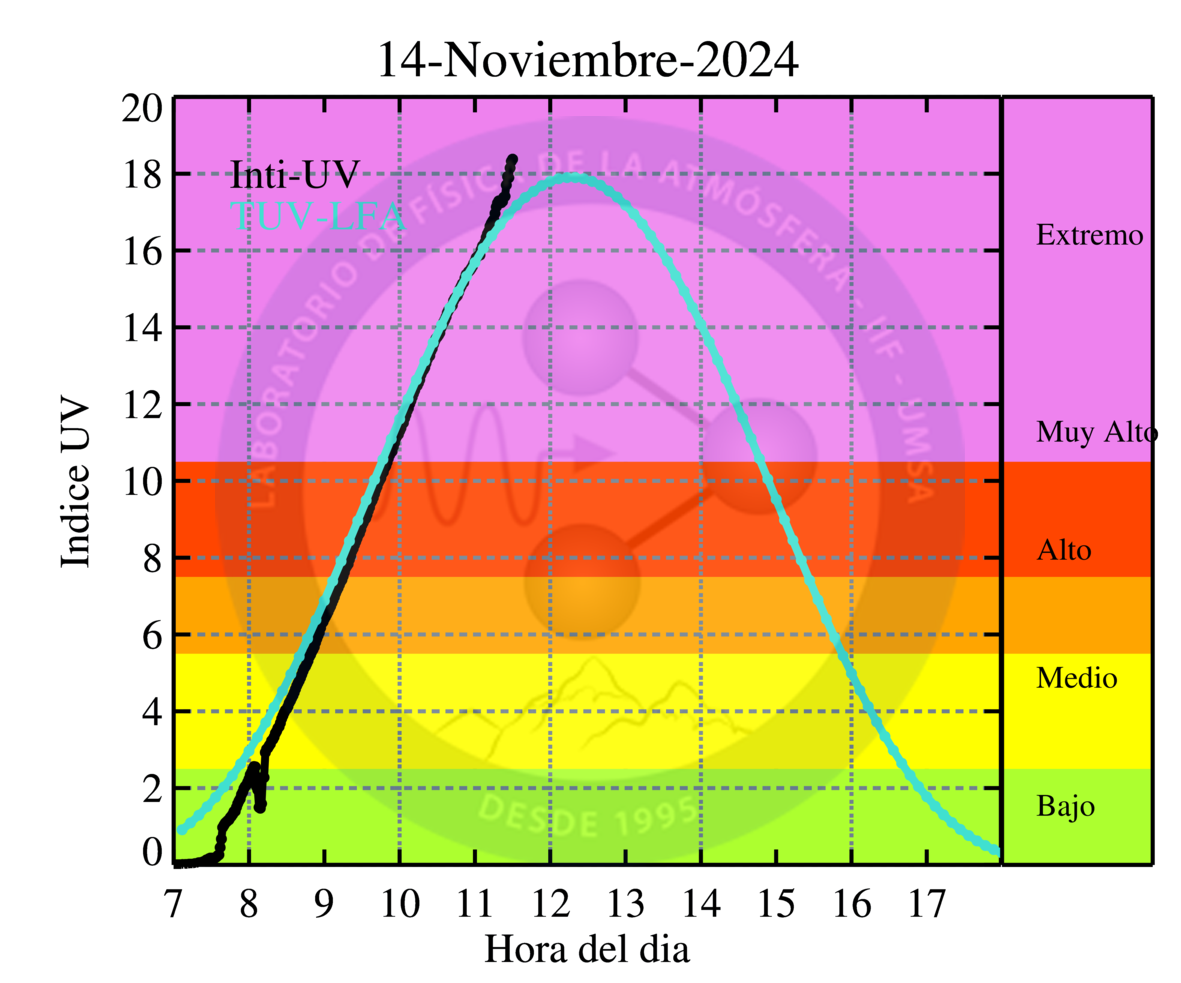 14-Noviembre-2024
Inti-UV
TUV-LFA
LABORATORIO DE FÍSICA DE LA ATMÓSFERA - IIF - UMSA
DESDE 1995
Indice UV
20
18
16
14
12
10
8
6
4
2
0
Extremo
Muy Alto
Alto
Medio
Bajo
7 8 9 10 11 12 13 14 15 16 17
Hora del dia